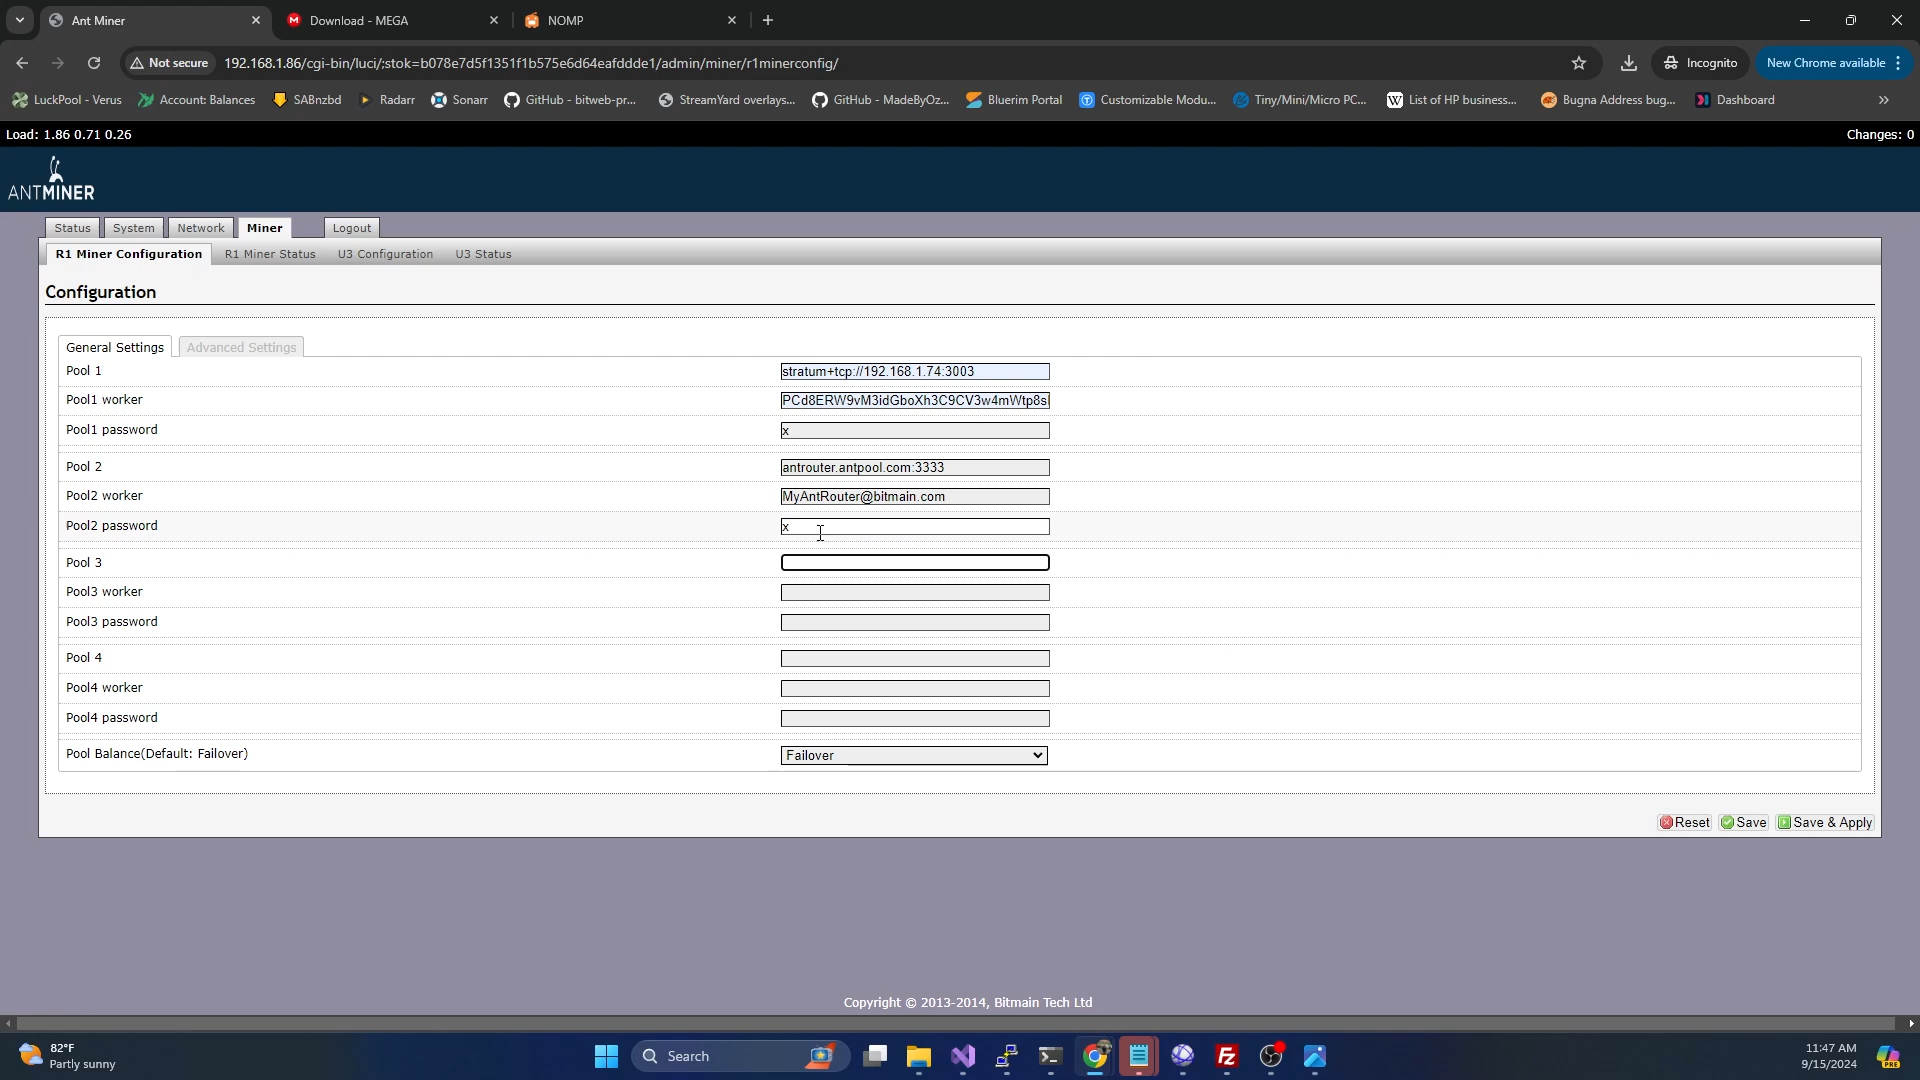 Ant Miner
Download - MEGA
NOMP
Not secure
192.168.1.86/cgi-bin/luci/;stok=b078e7d5f1351f1b575e6d64eafddde1/admin/miner/r1minerconfig/
Incognito
New Chrome available
LuckPool - Verus
Account: Balances
SABnzbd
Radarr
Sonarr
GitHub - bitweb-pr...
StreamYard overlays...
GitHub - MadeByOz...
Bluerim Portal
Customizable Modu...
Tiny/Mini/Micro PC...
List of HP business...
Bugna Address bug...
Dashboard
Load: 1.86 0.71 0.26
Changes: 0
ANTMINER
Status
System
Network
Miner
Logout
R1 Miner Configuration
R1 Miner Status
U3 Configuration
U3 Status
Configuration
General Settings
Advanced Settings
Pool 1
stratum+tcp://192.168.1.74:3003
Pool1 worker
PCd8ERW9vM3idGboXh3C9CV3w4mWtp8s
Pool1 password
x
Pool 2
antrouter.antpool.com:3333
Pool2 worker
MyAntRouter@bitmain.com
Pool2 password
x
Pool 3
Pool3 worker
Pool3 password
Pool 4
Pool4 worker
Pool4 password
Pool Balance(Default: Failover)
Failover
Reset
Save
Save & Apply
Copyright © 2013-2014, Bitmain Tech Ltd
82°F
Partly sunny
Search
11:47 AM
9/15/2024
PRE